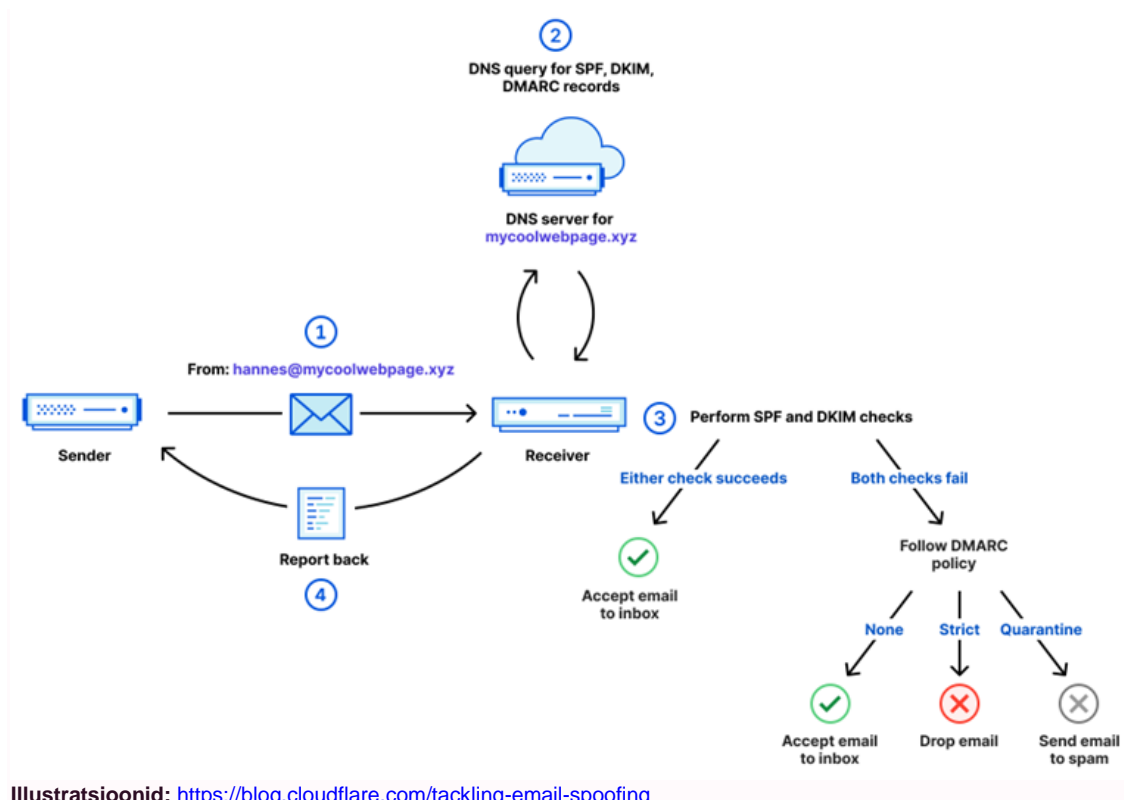 2
DNS query for SPF, DKIM,
DMARC records
DNS server for
mycoolwebpage.xyz
1
From: hannes@mycoolwebpage.xyz
Sender
Receiver
3 Perform SPF and DKIM checks
Either check succeeds
Both checks fail
Report back
4
Accept email
to inbox
Follow DMARC
policy
None
Strict
Quarantine
Accept email
to inbox
Drop email
Send email
to spam
Illustratsioonid: https://blog.cloudflare.com/tackling-email-spoofing